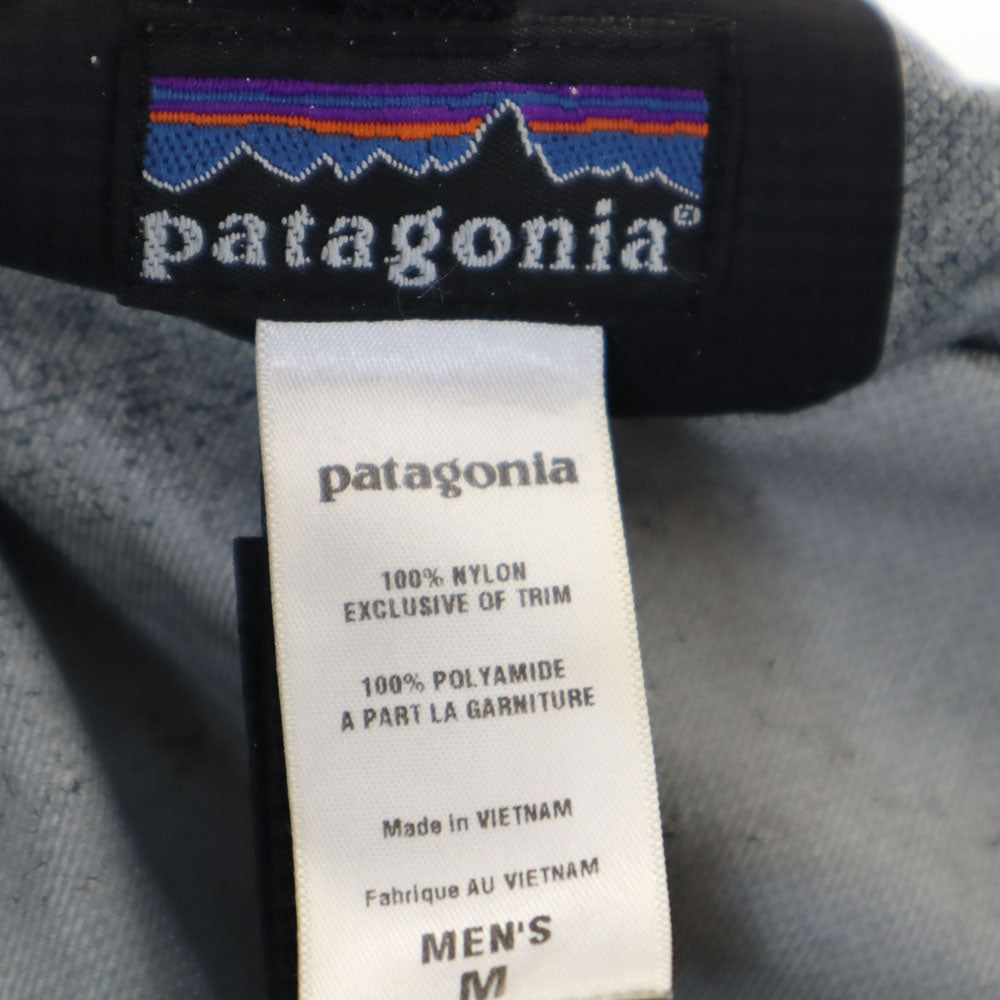 patagonia®
patagonia
100% NYLON
EXCLUSIVE OF TRIM
100% POLYAMIDE
A PART LA GARNITURE
Made in VIETNAM
Fabrique AU VIETNAM
MEN'S
M